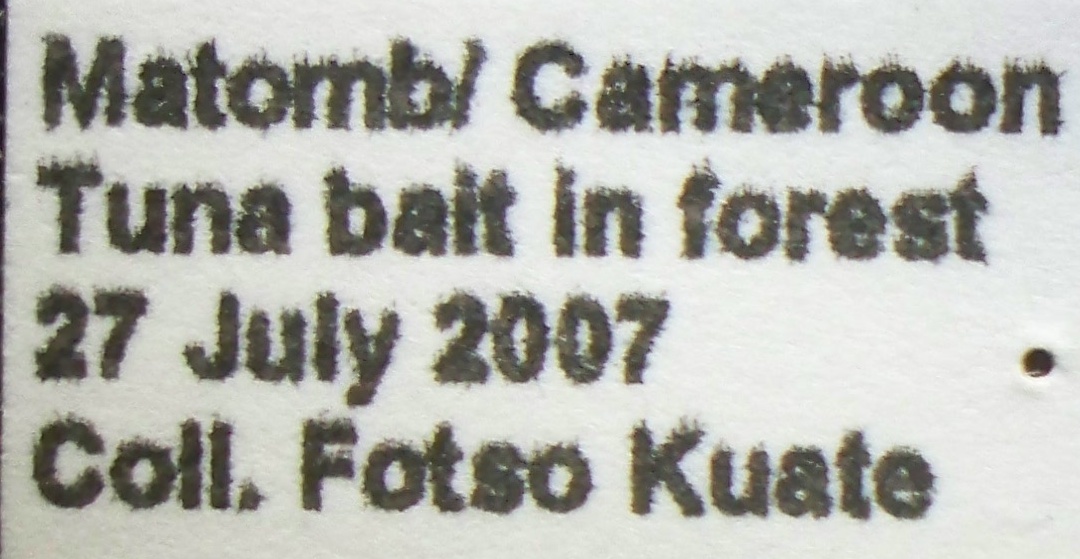 Matomb/ Cameroon
Tuna bait in forest
27 July 2007
Coll. Fotso Kuate